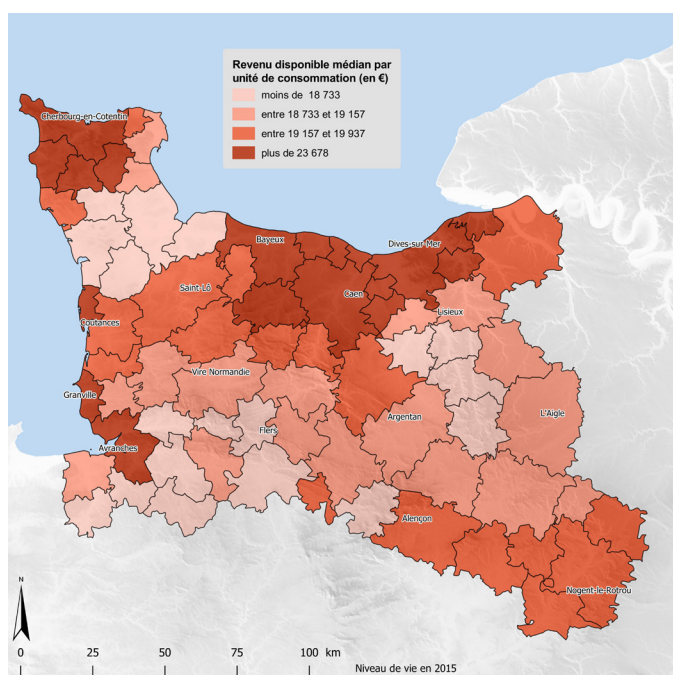 Revenu disponible médian par
unité de consommation (en €)
moins de 18 733
entre 18 733 et 19 157
entre 19 157 et 19 937
plus de 23 678
Cherbourg-en-Cotentin
Bayeux
Dives-sur-Mer
Saint-Lô
Caen
Lisieux
Coutances
Vire Normandie
Granville
Argentan
L'Aigle
Flers
Avranches
Alençon
Nogent-le-Rotrou
N
0 25 50 75 100 km
Niveau de vie en 2015